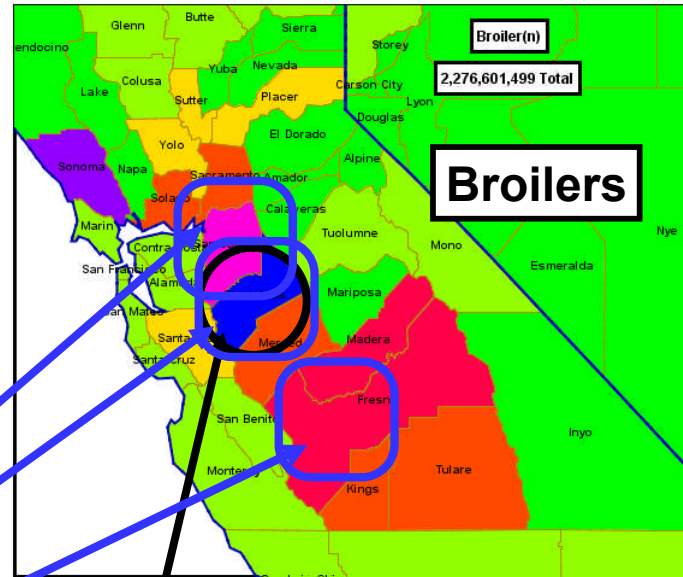 Glenn
Butte
Sierra
Storey
Broiler(n)
endocino
Yuba
Nevada
Colusa
Lake
Sutter
Placer
Carson City
2,276,601,499 Total
Lyon
Douglas
El Dorado
Yolo
Alpine
Sonoma
Napa
Sacramento
Amador
Broilers
Solano
Calaveras
Marin
Tuolumne
Nye
Contra
Mono
San Francisco
Esmeralda
Alameda
Mariposa
San Mateo
Santa
Merced
Madera
Santa Cruz
Fresn
San Benito
Inyo
Monterey
Tulare
Kings